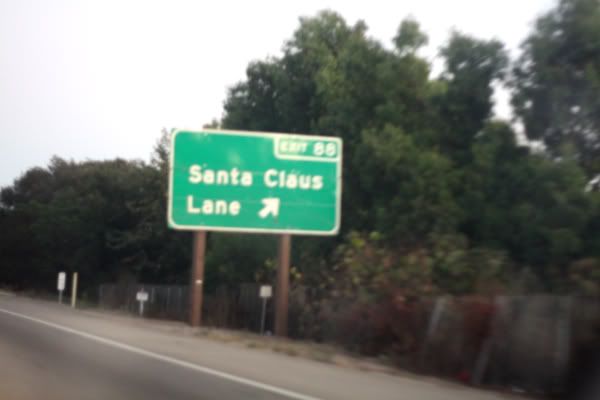 EXIT 88
Santa Claus
Lane